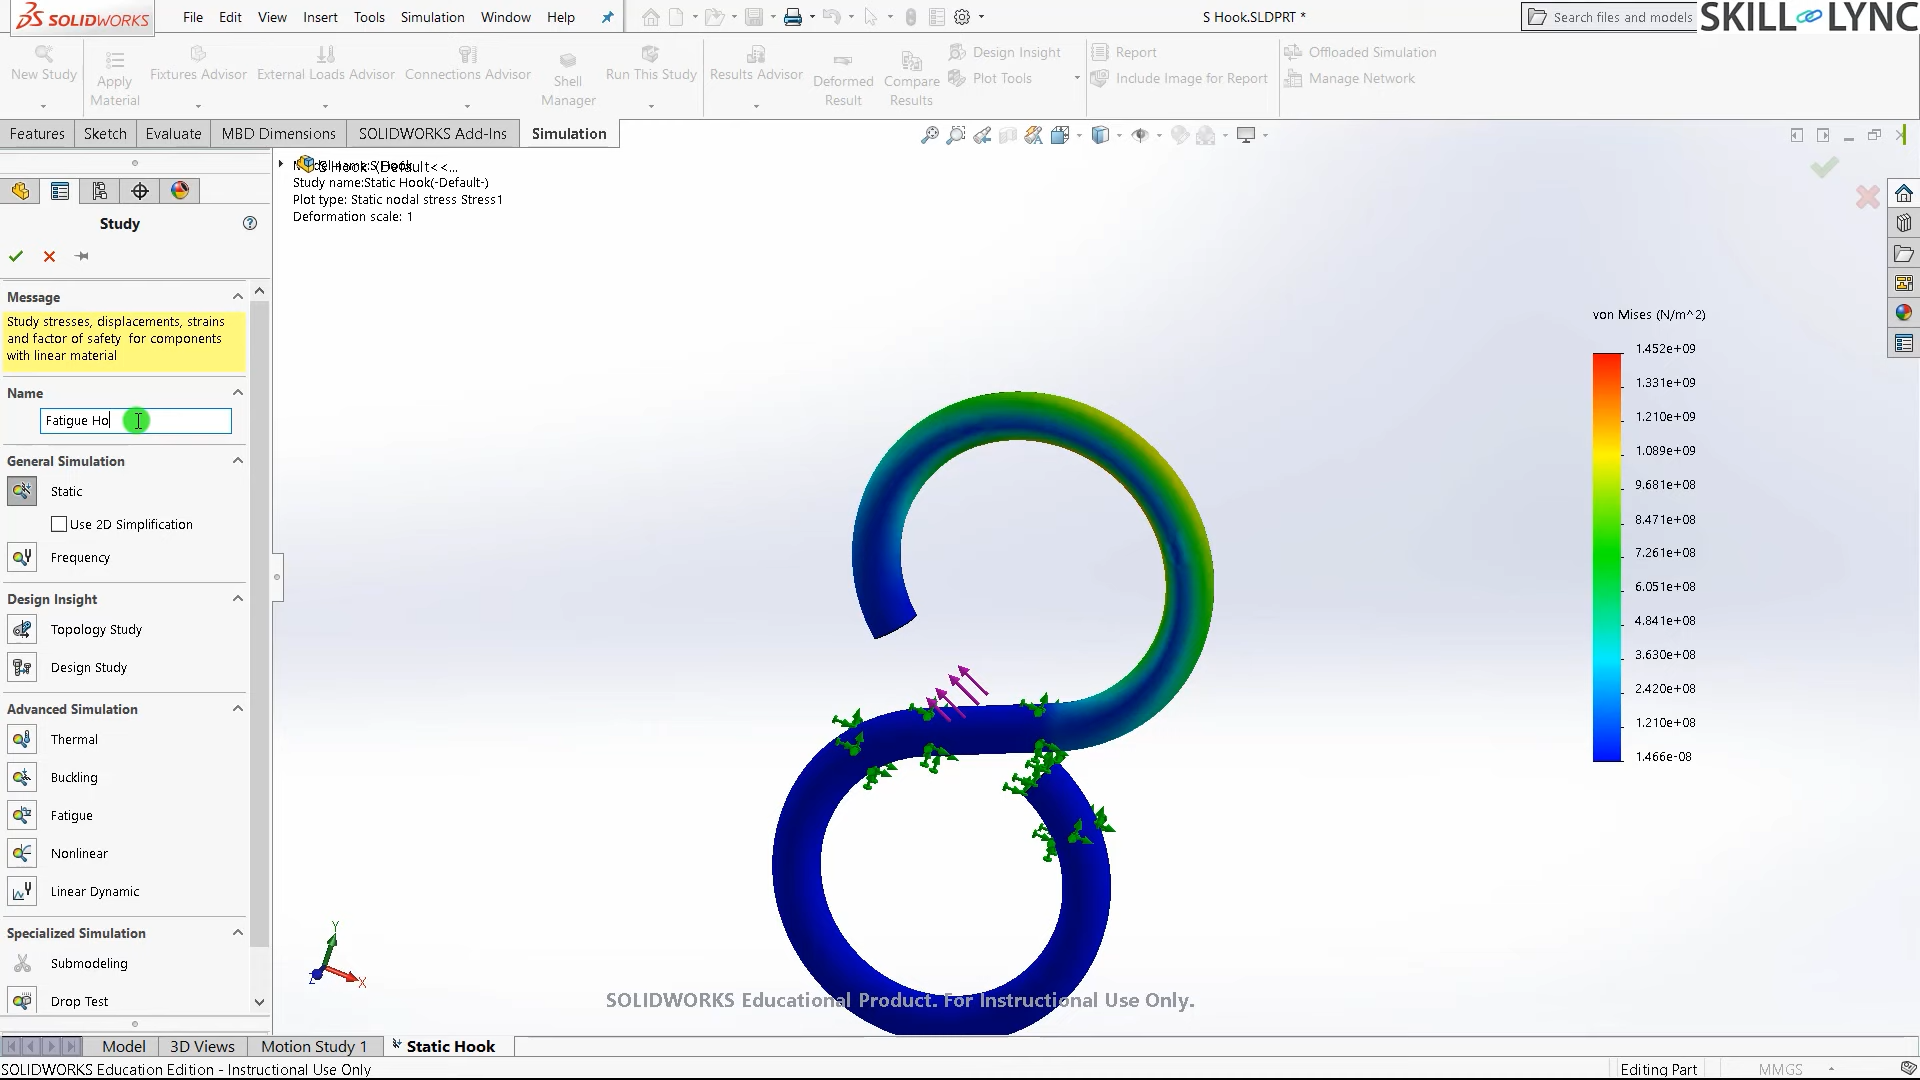 SOLIDWORKS
File Edit View Insert Tools Simulation Window Help
S Hook.SLDPRT *
Search files and models
SKILL LYNC
New Study
Apply Material
Fixtures Advisor
External Loads Advisor
Connections Advisor
Shell Manager
Run This Study
Results Advisor
Deformed Result
Compare Results
Design Insight
Plot Tools
Report
Include Image for Report
Offloaded Simulation
Manage Network
Features Sketch Evaluate MBD Dimensions SOLIDWORKS Add-Ins Simulation
S Hook (Default<<...
Study name:Static Hook(-Default-)
Plot type: Static nodal stress Stress1
Deformation scale: 1
Study
Message
Study stresses, displacements, strains
and factor of safety for components
with linear material
Name
Fatigue Ho
General Simulation
Static
Use 2D Simplification
Frequency
Design Insight
Topology Study
Design Study
Advanced Simulation
Thermal
Buckling
Fatigue
Nonlinear
Linear Dynamic
Specialized Simulation
Submodeling
Drop Test
von Mises (N/m^2)
1.452e+09
1.331e+09
1.210e+09
1.089e+09
9.681e+08
8.471e+08
7.261e+08
6.051e+08
4.841e+08
3.630e+08
2.420e+08
1.210e+08
1.466e-08
Y
X
Z
SOLIDWORKS Educational Product. For Instructional Use Only.
Model 3D Views Motion Study 1 Static Hook
SOLIDWORKS Education Edition - Instructional Use Only
Editing Part
MMGS